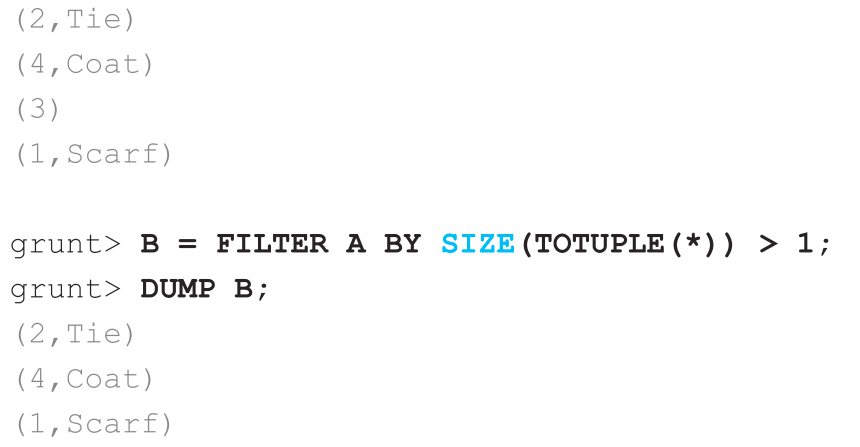 (2,Tie)
(4,Coat)
(3)
(1,Scarf)
grunt> B = FILTER A BY SIZE(TOTUPLE(*)) > 1;
grunt> DUMP B;
(2,Tie)
(4,Coat)
(1,Scarf)